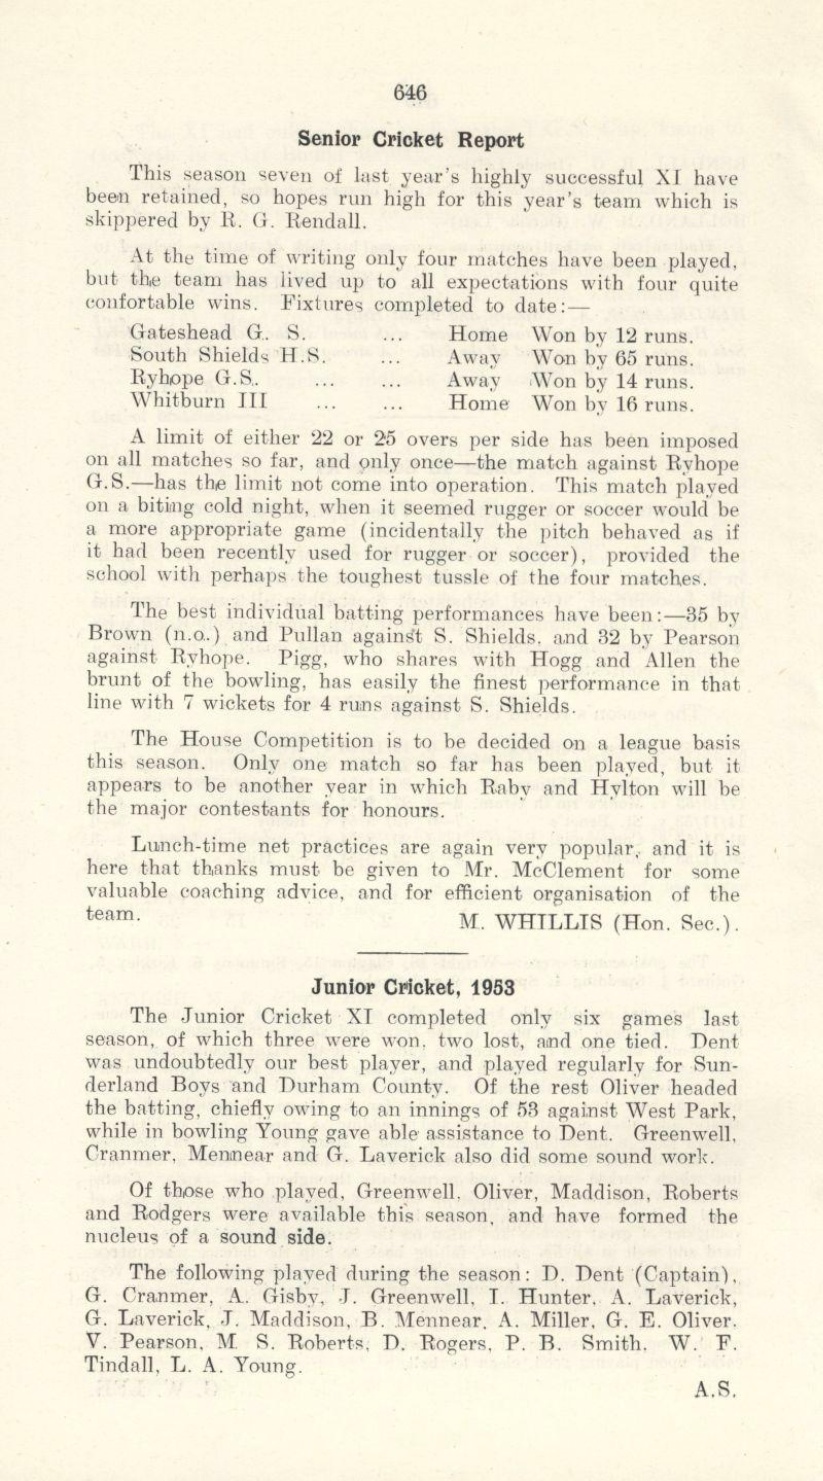 646
Senior Cricket Report
This season seven of last year's highly successful XI have
been retained, so hopes run high for this year's team which is
skippered by R. G. Rendall.
At the time of writing only four matches have been played,
but the team has lived up to all expectations with four quite
confortable wins. Fixtures completed to date:—
Gateshead G. S. ... Home Won by 12 runs.
South Shields H.S. ... Away Won by 65 runs.
Ryhope G.S. ... ... Away Won by 14 runs.
Whitburn III ... ... Home Won by 16 runs.
A limit of either 22 or 25 overs per side has been imposed
on all matches so far, and only once—the match against Ryhope
G.S.—has the limit not come into operation. This match played
on a biting cold night, when it seemed rugger or soccer would be
a more appropriate game (incidentally the pitch behaved as if
it had been recently used for rugger or soccer), provided the
school with perhaps the toughest tussle of the four matches.
The best individual batting performances have been:—35 by
Brown (n.o.) and Pullan against S. Shields, and 32 by Pearson
against Ryhope. Pigg, who shares with Hogg and Allen the
brunt of the bowling, has easily the finest performance in that
line with 7 wickets for 4 runs against S. Shields.
The House Competition is to be decided on a league basis
this season. Only one match so far has been played, but it
appears to be another year in which Raby and Hylton will be
the major contestants for honours.
Lunch-time net practices are again very popular, and it is
here that thanks must be given to Mr. McClement for some
valuable coaching advice, and for efficient organisation of the
team. M. WHILLIS (Hon. Sec.).
Junior Cricket, 1953
The Junior Cricket XI completed only six games last
season, of which three were won, two lost, and one tied. Dent
was undoubtedly our best player, and played regularly for Sun-
derland Boys and Durham County. Of the rest Oliver headed
the batting, chiefly owing to an innings of 53 against West Park,
while in bowling Young gave able assistance to Dent. Greenwell,
Cranmer, Mennear and G. Laverick also did some sound work.
Of those who played, Greenwell, Oliver, Maddison, Roberts
and Rodgers were available this season, and have formed the
nucleus of a sound side.
The following played during the season: D. Dent (Captain),
G. Cranmer, A. Gisby, J. Greenwell, I. Hunter, A. Laverick,
G. Laverick, J. Maddison, B. Mennear, A. Miller, G. E. Oliver,
V. Pearson, M. S. Roberts, D. Rogers, P. B. Smith, W. F.
Tindall, L. A. Young.
A.S.